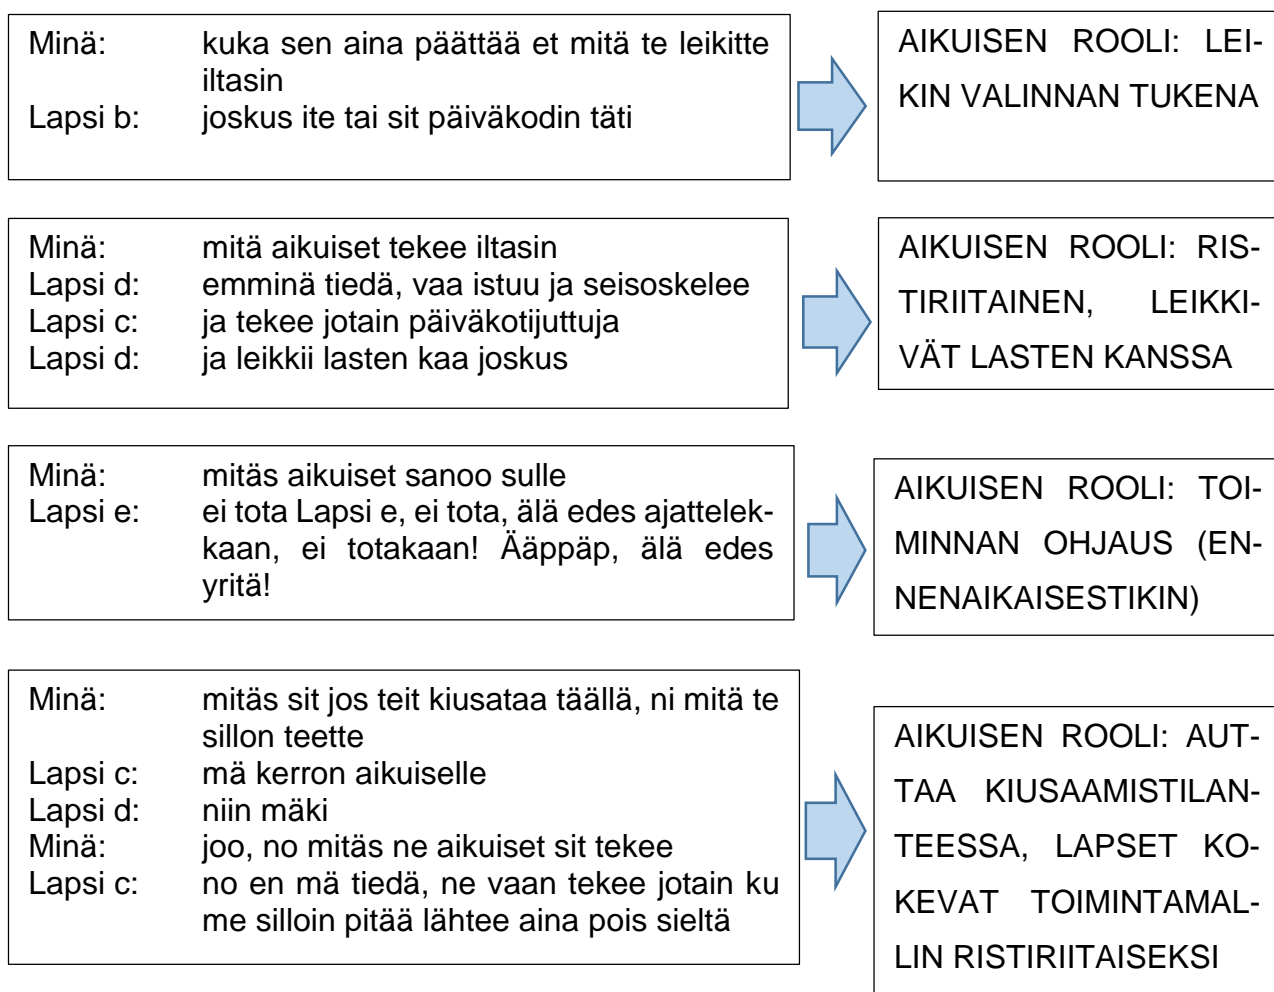 Minä: kuka sen aina päättää et mitä te leikitte
iltasin
Lapsi b: joskus ite tai sit päiväkodin täti
AIKUISEN ROOLI: LEI-
KIN VALINNAN TUKENA
Minä: mitä aikuiset tekee iltasin
Lapsi d: emminä tiedä, vaa istuu ja seisoskelee
Lapsi c: ja tekee jotain päiväkotijuttuja
Lapsi d: ja leikkii lasten kaa joskus
AIKUISEN ROOLI: RIS-
TIRIITAINEN, LEIKKI-
VÄT LASTEN KANSSA
Minä: mitäs aikuiset sanoo sulle
Lapsi e: ei tota Lapsi e, ei tota, älä edes ajattelek-
kaan, ei totakaan! Ääppäp, älä edes
yritä!
AIKUISEN ROOLI: TOI-
MINNAN OHJAUS (EN-
NENAIKAISESTIKIN)
Minä: mitäs sit jos teit kiusataa täällä, ni mitä te
sillon teette
Lapsi c: mä kerron aikuiselle
Lapsi d: niin mäki
Minä: joo, no mitäs ne aikuiset sit tekee
Lapsi c: no en mä tiedä, ne vaan tekee jotain ku
me silloin pitää lähtee aina pois sieltä
AIKUISEN ROOLI: AUT-
TAA KIUSAAMISTILAN-
TEESSA, LAPSET KO-
KEVAT TOIMINTAMAL-
LIN RISTIRIITAISEKSI